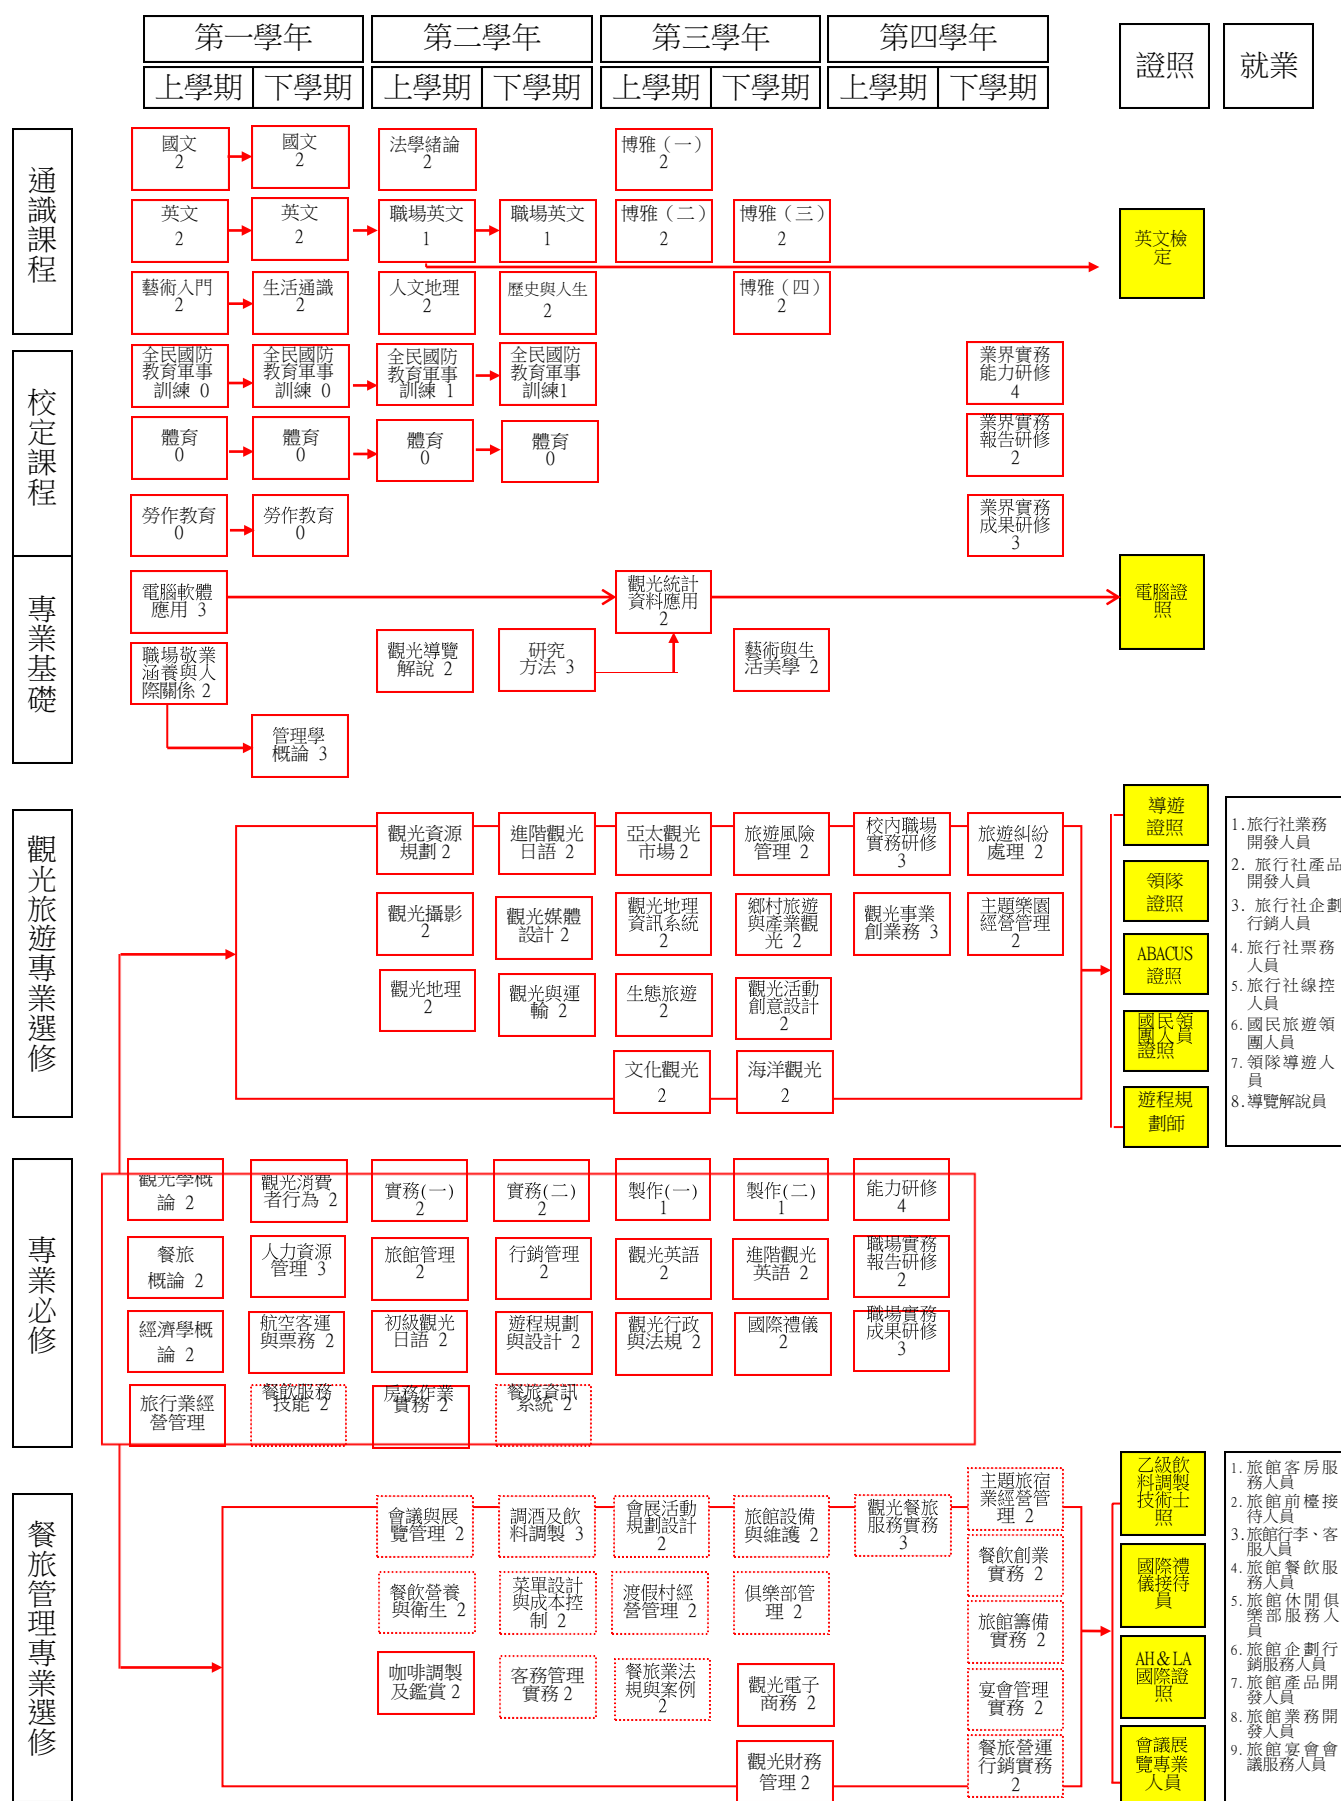 第一學年
第二學年
第三學年
第四學年
證照
就業
上學期
下學期
上學期
下學期
上學期
下學期
上學期
下學期
通識課程
國文
2
國文
2
法學緒論
2
博雅（一）
2
英文
2
英文
2
職場英文
1
職場英文
1
博雅（二）
2
博雅（三）
2
英文檢
定
藝術入門
2
生活通識
2
人文地理
2
歷史與人生
2
博雅（四）
2
校定課程
全民國防
教育軍事
訓練 0
全民國防
教育軍事
訓練 0
全民國防
教育軍事
訓練 1
全民國防
教育軍事
訓練1
業界實務
能力研修
4
體育
0
體育
0
體育
0
體育
0
業界實務
報告研修
2
勞作教育
0
勞作教育
0
業界實務
成果研修
3
專業基礎
電腦軟體
應用 3
觀光統計
資料應用
2
電腦證
照
職場敬業
涵養與人
際關係 2
觀光導覽
解說 2
研究
方法 3
藝術與生
活美學 2
管理學
概論 3
觀光旅遊專業選修
觀光資源
規劃 2
進階觀光
日語 2
亞太觀光
市場 2
旅遊風險
管理 2
校內職場
實務研修
3
旅遊糾紛
處理 2
觀光攝影
2
觀光媒體
設計 2
觀光地理
資訊系統
2
鄉村旅遊
與產業觀
光 2
觀光事業
創業務 3
主題樂園
經營管理
2
觀光地理
2
觀光與運
輸 2
生態旅遊
2
觀光活動
創意設計
2
文化觀光
2
海洋觀光
2
導遊
證照
領隊
證照
ABACUS
證照
國民領
團人員
證照
遊程規
劃師
1.旅行社業務
開發人員
2. 旅行社產品
開發人員
3. 旅行社企劃
行銷人員
4.旅行社票務
人員
5.旅行社線控
人員
6.國民旅遊領
團人員
7.領隊導遊人
員
8.導覽解說員
專業必修
觀光學概
論 2
觀光消費
者行為 2
實務(一)
2
實務(二)
2
製作(一)
1
製作(二)
1
能力研修
4
餐旅
概論 2
人力資源
管理 3
旅館管理
2
行銷管理
2
觀光英語
2
進階觀光
英語 2
職場實務
報告研修
2
經濟學概
論 2
航空客運
與票務 2
初級觀光
日語 2
遊程規劃
與設計 2
觀光行政
與法規 2
國際禮儀
2
職場實務
成果研修
3
旅行業經
營管理
餐飲服務
技能 2
房務作業
實務 2
餐旅資訊
系統 2
餐旅管理專業選修
會議與展
覽管理 2
調酒及飲
料調製 3
會展活動
規劃設計
2
旅館設備
與維護 2
觀光餐旅
服務實務
3
主題旅宿
業經營管
理 2
餐飲營養
與衛生 2
菜單設計
與成本控
制 2
渡假村經
營管理 2
俱樂部管
理 2
餐飲創業
實務 2
旅館籌備
實務 2
咖啡調製
及鑑賞 2
客務管理
實務 2
餐旅業法
規與案例
2
觀光電子
商務 2
宴會管理
實務 2
觀光財務
管理 2
餐旅營運
行銷實務
2
乙級飲
料調製
技術士
照
國際禮
儀接待
員
AH＆LA
國際證
照
會議展
覽專業
人員
1.旅館客房服
務人員
2.旅館前檯接
待人員
3.旅館行李、客
服人員
4.旅館餐飲服
務人員
5.旅館休閒俱
樂部服務人
員
6.旅館企劃行
銷服務人員
7.旅館產品開
發人員
8.旅館業務開
發人員
9.旅館宴會會
議服務人員